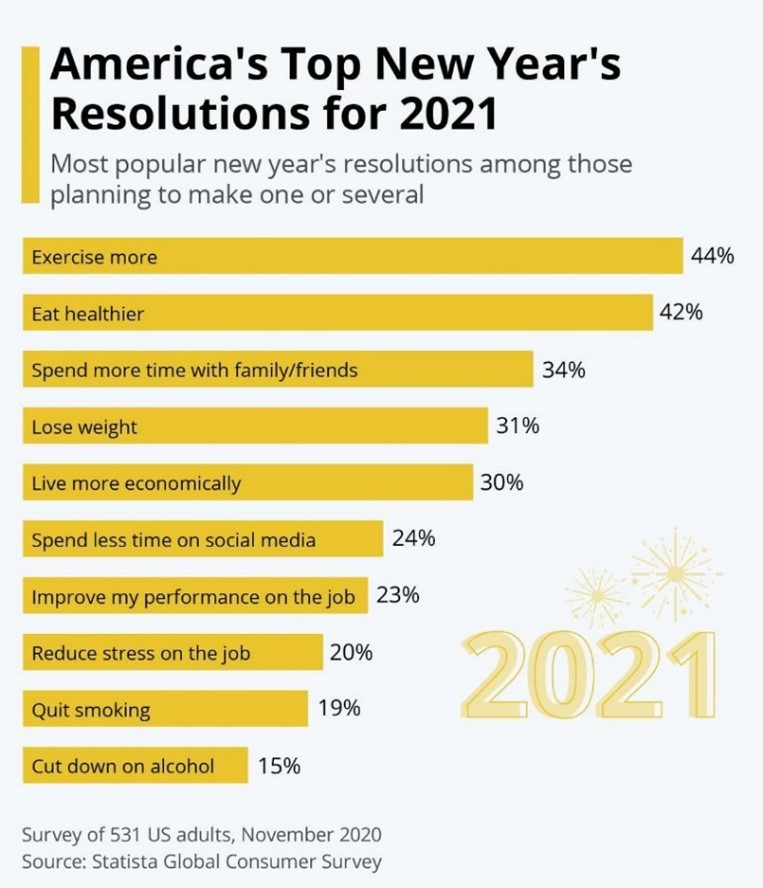 America's Top New Year's
Resolutions for 2021
Most popular new year's resolutions among those
planning to make one or several
Exercise more 44%
Eat healthier 42%
Spend more time with family/friends 34%
Lose weight 31%
Live more economically 30%
Spend less time on social media 24%
Improve my performance on the job 23%
Reduce stress on the job 20%
Quit smoking 19%
Cut down on alcohol 15%
2021
Survey of 531 US adults, November 2020
Source: Statista Global Consumer Survey